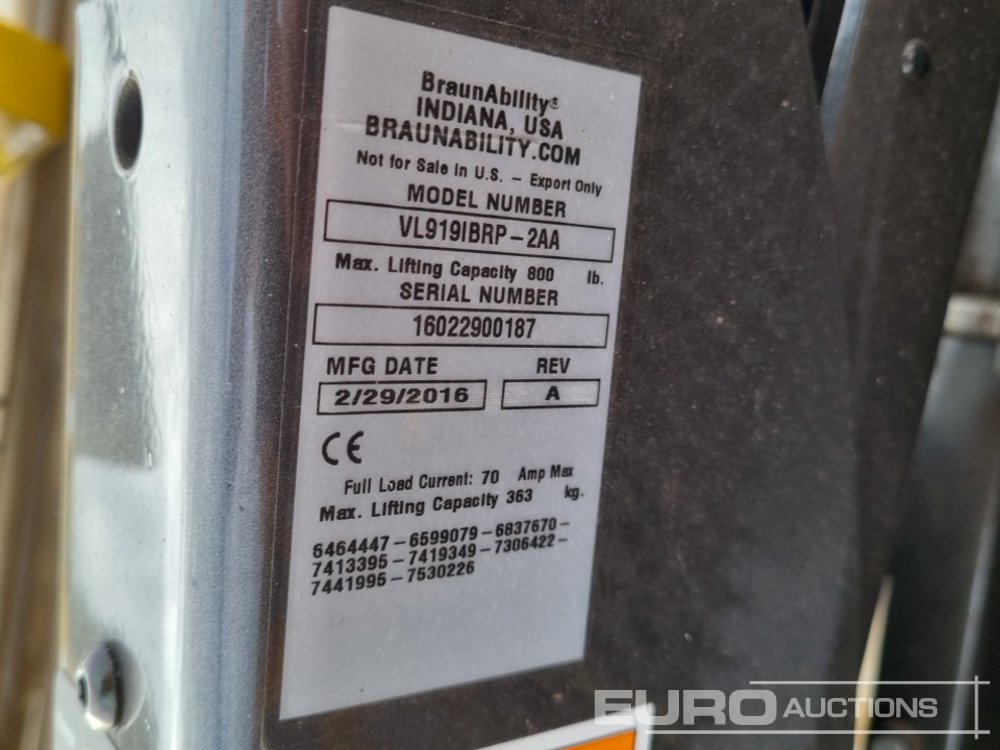 BraunAbility®
INDIANA, USA
BRAUNABILITY.COM
Not for Sale in U.S. - Export Only
MODEL NUMBER
VL919IBRP-2AA
Max. Lifting Capacity 800 lb.
SERIAL NUMBER
16022900187
MFG DATE REV
2/29/2016 A
CE
Full Load Current: 70 Amp Max
Max. Lifting Capacity 363 kg.
6464447-6599079-6837670-
7413395-7419349-7306422-
7441995-7530226
EURO AUCTIONS